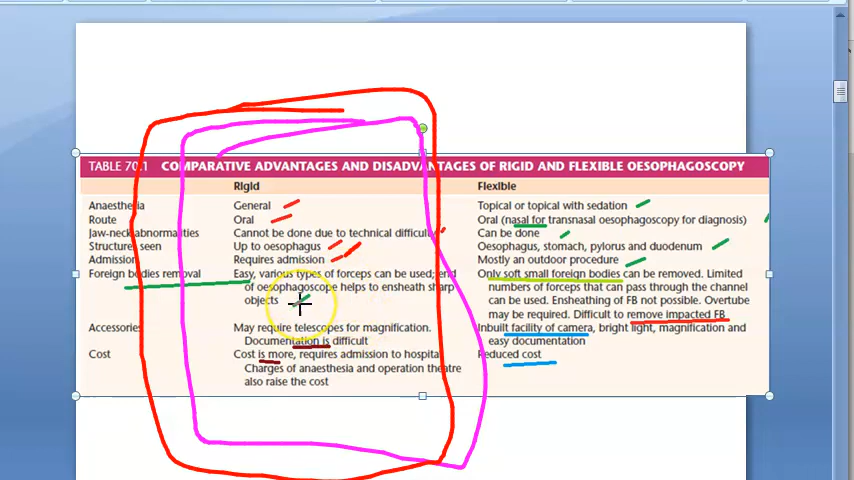 TABLE 70.1 COMPARATIVE ADVANTAGES AND DISADVANTAGES OF RIGID AND FLEXIBLE OESOPHAGOSCOPY
Rigid Flexible
Anaesthesia General Topical or topical with sedation
Route Oral Oral (nasal for transnasal oesophagoscopy for diagnosis)
Jaw-neck abnormalities Cannot be done due to technical difficulty Can be done
Structures seen Up to oesophagus Oesophagus, stomach, pylorus and duodenum
Admission Requires admission Mostly an outdoor procedure
Foreign bodies removal Easy, various types of forceps can be used; end Only soft small foreign bodies can be removed. Limited
of oesophagoscope helps to ensheath sharp numbers of forceps that can pass through the channel
objects can be used. Ensheathing of FB not possible. Overtube
may be required. Difficult to remove impacted FB
Accessories May require telescopes for magnification. Inbuilt facility of camera, bright light, magnification and
Documentation is difficult easy documentation
Cost Cost is more, requires admission to hospital. Reduced cost
Charges of anaesthesia and operation theatre
also raise the cost